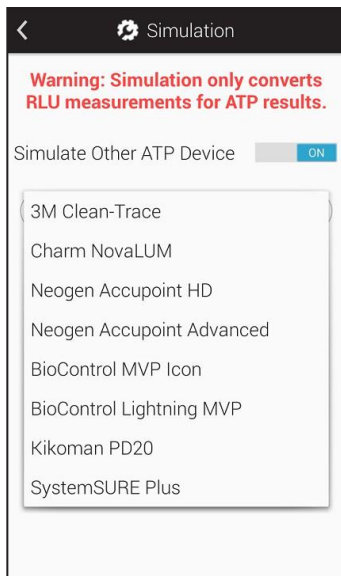 Simulation
Warning: Simulation only converts
RLU measurements for ATP results.
Simulate Other ATP Device ON
3M Clean-Trace
Charm NovaLUM
Neogen Accupoint HD
Neogen Accupoint Advanced
BioControl MVP Icon
BioControl Lightning MVP
Kikoman PD20
SystemSURE Plus